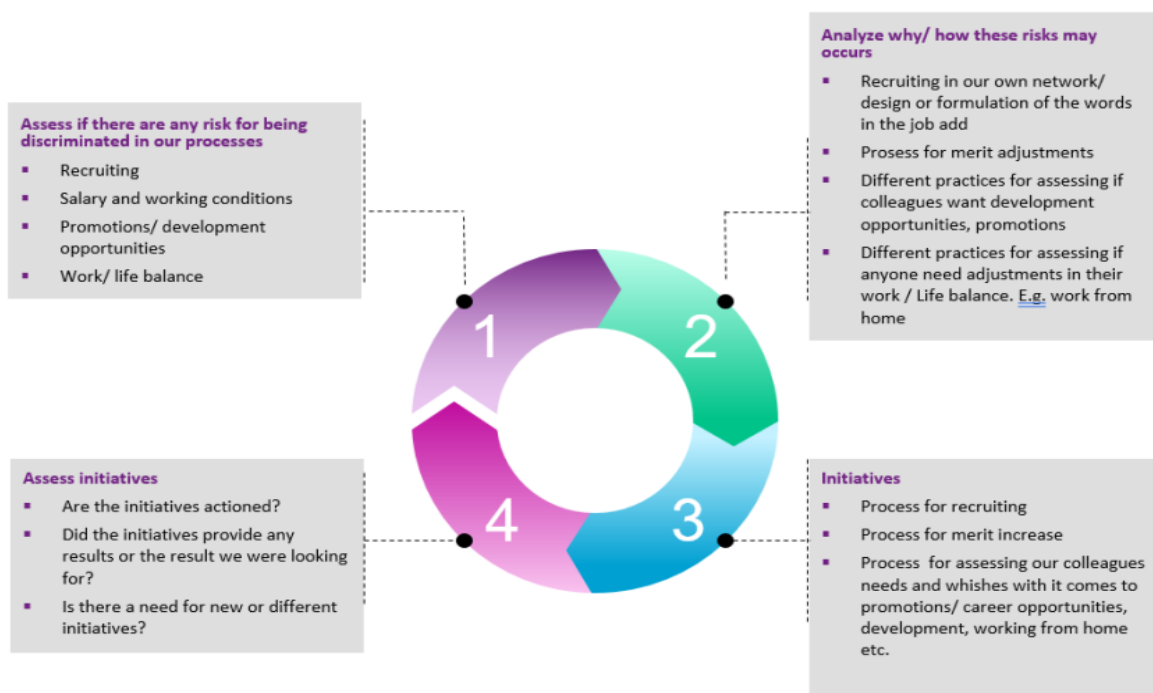 Assess if there are any risk for being
discriminated in our processes
▪ Recruiting
▪ Salary and working conditions
▪ Promotions/ development
opportunities
▪ Work/ life balance
Analyze why/ how these risks may
occurs
▪ Recruiting in our own network/
design or formulation of the words
in the job add
▪ Prosess for merit adjustments
▪ Different practices for assessing if
colleagues want development
opportunities, promotions
▪ Different practices for assessing if
anyone need adjustments in their
work / Life balance. E.g. work from
home
1
2
3
4
Initiatives
▪ Process for recruiting
▪ Process for merit increase
▪ Process for assessing our colleagues
needs and whishes with it comes to
promotions/ career opportunities,
development, working from home
etc.
Assess initiatives
▪ Are the initiatives actioned?
▪ Did the initiatives provide any
results or the result we were looking
for?
▪ Is there a need for new or different
initiatives?